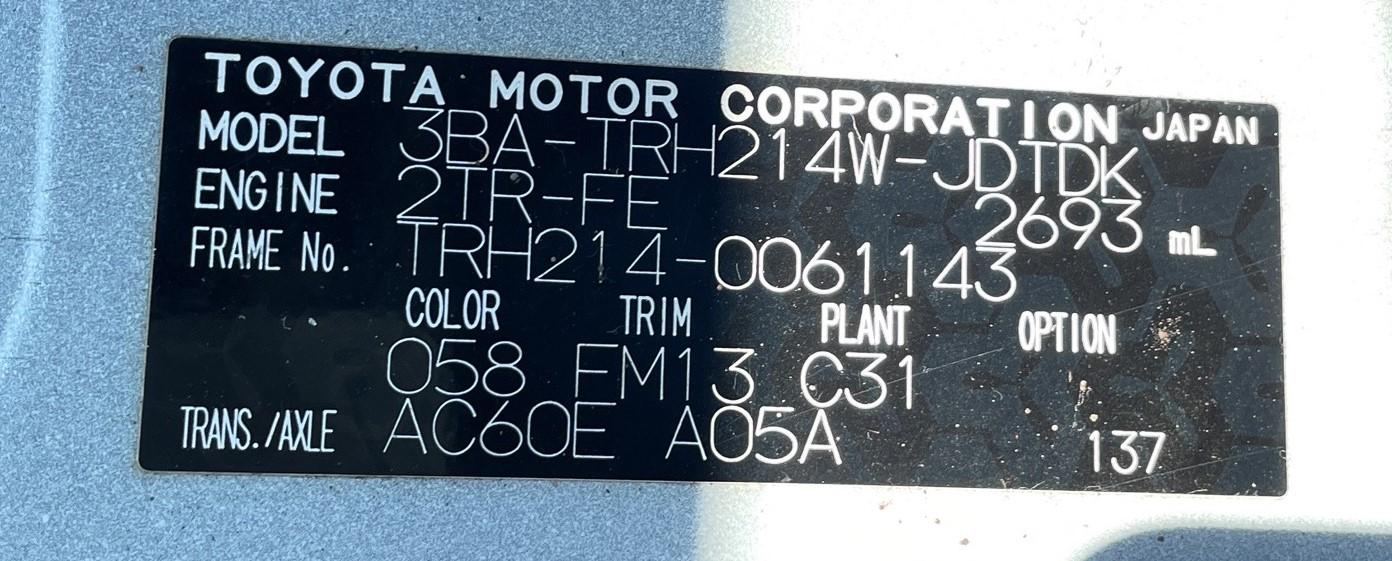 TOYOTA MOTOR CORPORATION JAPAN
MODEL 3BA-TRH214W-JDTDK
ENGINE 2TR-FE 2693 mL
FRAME No. TRH214-0061143
COLOR TRIM PLANT OPTION
058 FM13 C31
TRANS./AXLE AC60E A05A 137